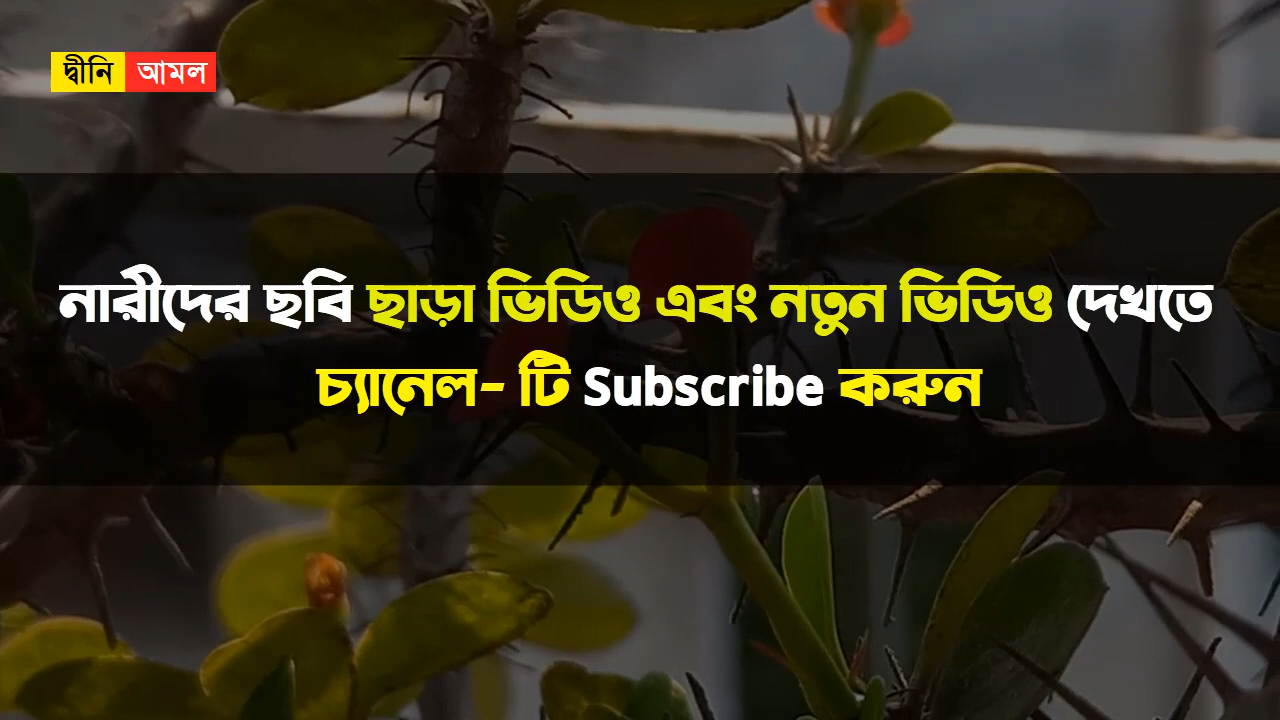 দ্বীনি আমল
নারীদের ছবি ছাড়া ভিডিও এবং নতুন ভিডিও দেখতে
চ্যানেল- টি Subscribe করুন